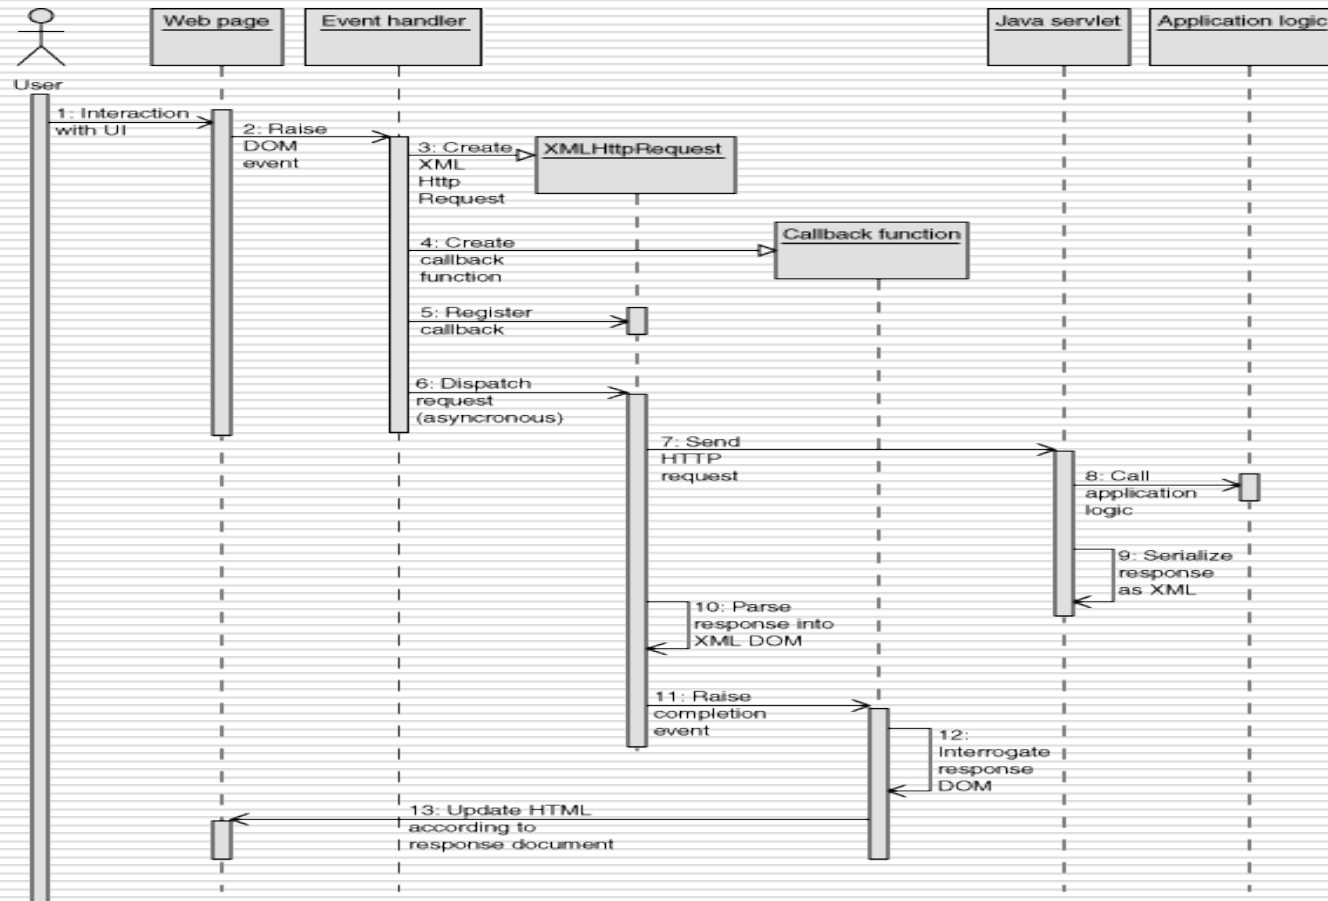 Web page
Event handler
Java servlet
Application logic
User
1: Interaction
with UI
2: Raise
DOM
event
3: Create
XML
Http
Request
XMLHttpRequest
4: Create
callback
function
Callback function
5: Register
callback
6: Dispatch
request
(asyncronous)
7: Send
HTTP
request
8: Call
application
logic
9: Serialize
response
as XML
10: Parse
response into
XML DOM
11: Raise
completion
event
12:
Interrogate
response
DOM
13: Update HTML
according to
response document